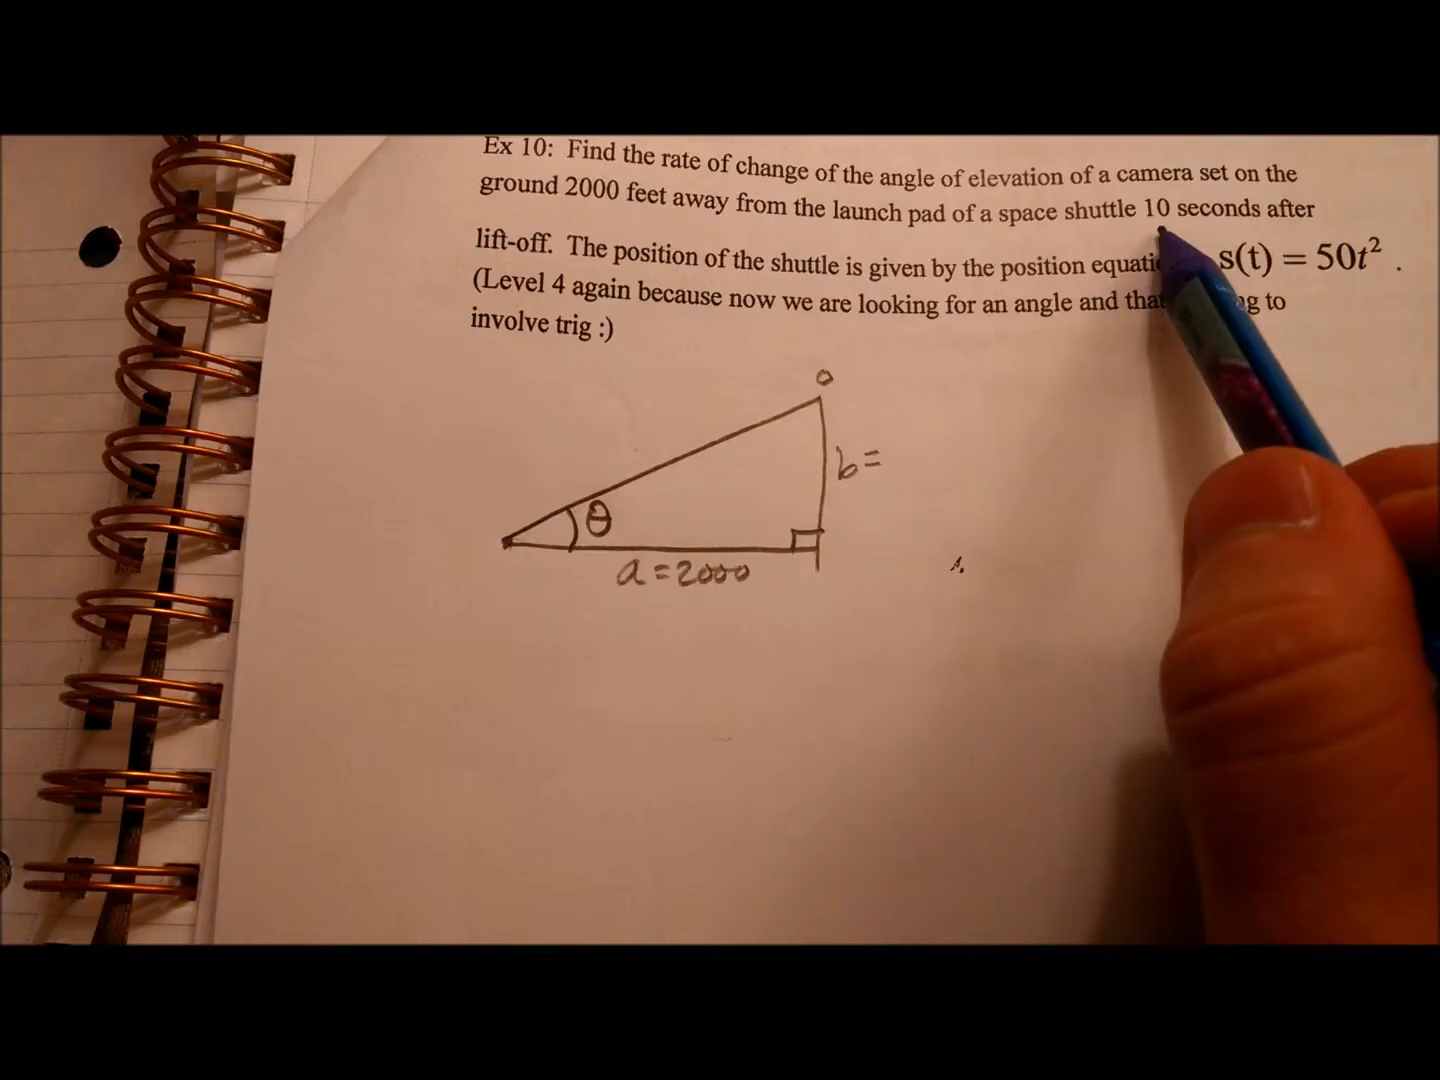 Ex 10: Find the rate of change of the angle of elevation of a camera set on the
ground 2000 feet away from the launch pad of a space shuttle 10 seconds after
lift-off. The position of the shuttle is given by the position s(t) = 50t² .
(Level 4 again because now we are looking for an angle and that to
involve trig :)
b=
θ
a=2000